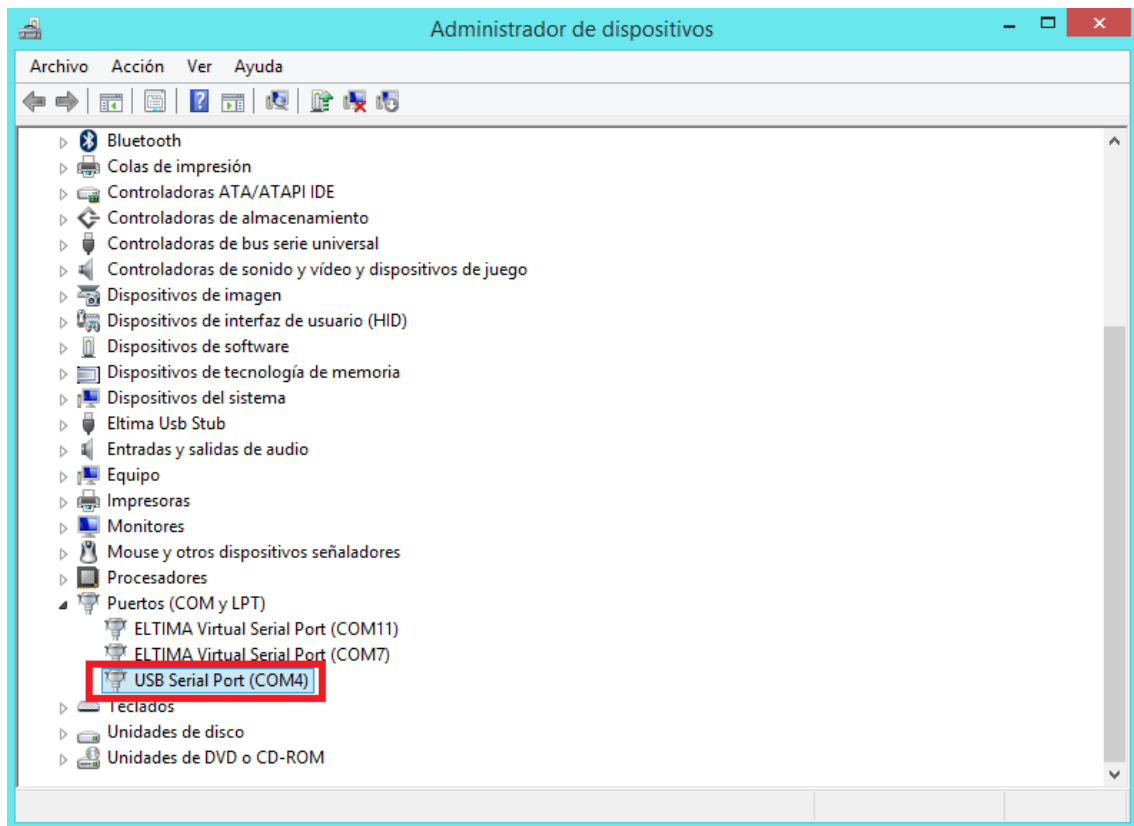 Administrador de dispositivos
Archivo Acción Ver Ayuda
Bluetooth
Colas de impresión
Controladoras ATA/ATAPI IDE
Controladoras de almacenamiento
Controladoras de bus serie universal
Controladoras de sonido y vídeo y dispositivos de juego
Dispositivos de imagen
Dispositivos de interfaz de usuario (HID)
Dispositivos de software
Dispositivos de tecnología de memoria
Dispositivos del sistema
Eltima Usb Stub
Entradas y salidas de audio
Equipo
Impresoras
Monitores
Mouse y otros dispositivos señaladores
Procesadores
Puertos (COM y LPT)
ELTIMA Virtual Serial Port (COM11)
ELTIMA Virtual Serial Port (COM7)
USB Serial Port (COM4)
Teclados
Unidades de disco
Unidades de DVD o CD-ROM